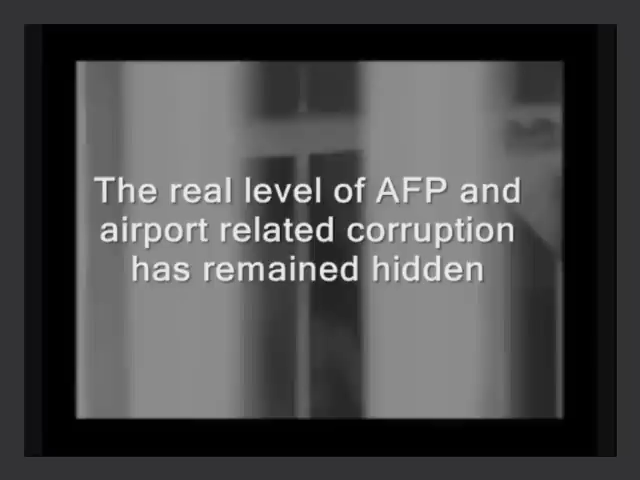 The real level of AFP and
airport related corruption
has remained hidden